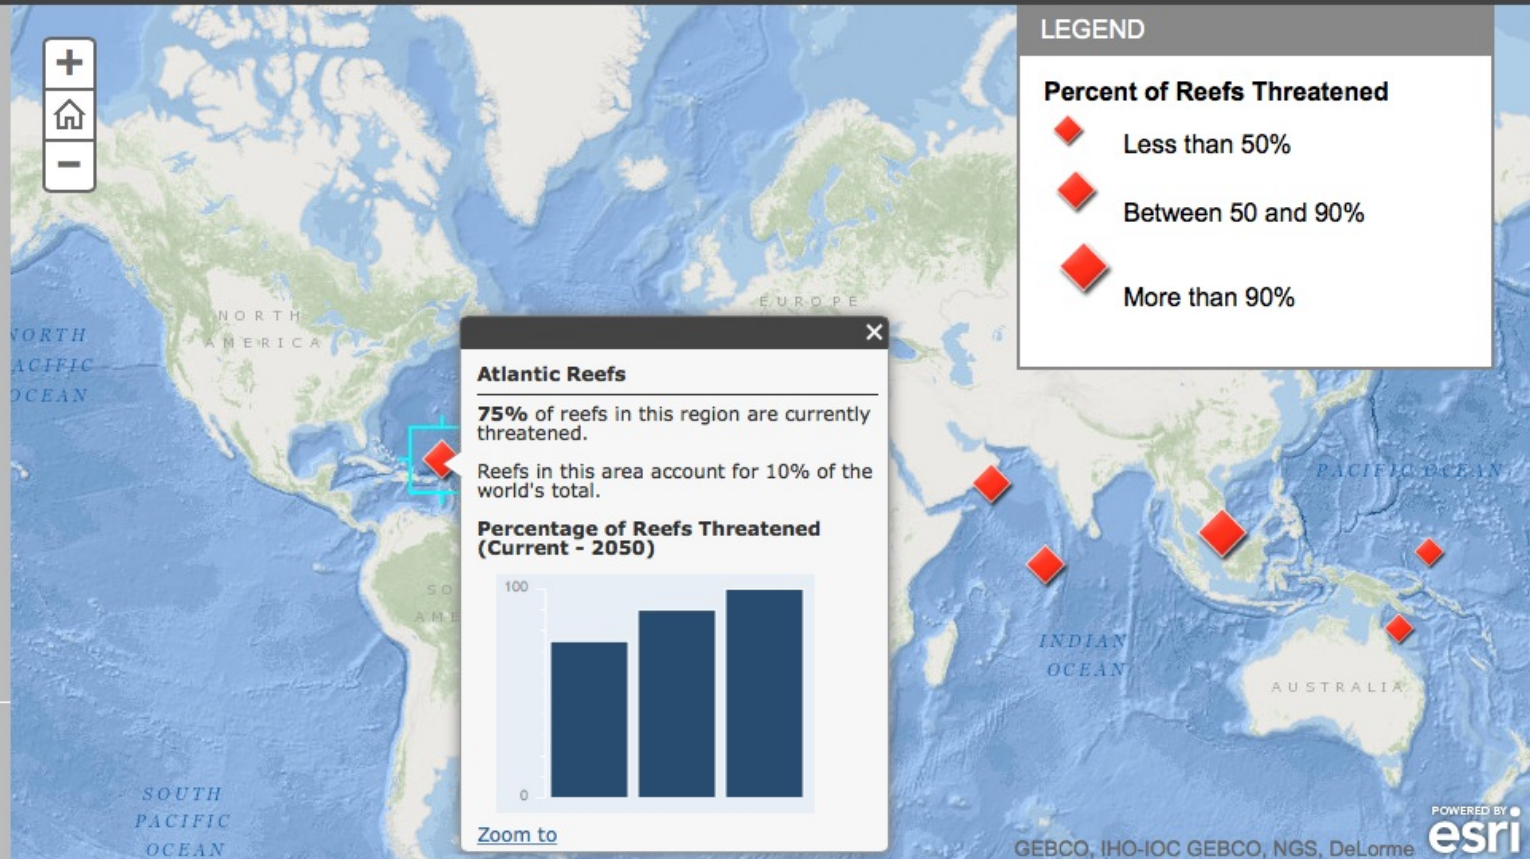 +
−
LEGEND
Percent of Reefs Threatened
Less than 50%
Between 50 and 90%
More than 90%
NORTH
AMERICA
EUROPE
NORTH
ACIFIC
OCEAN
×
Atlantic Reefs
75% of reefs in this region are currently
threatened.
Reefs in this area account for 10% of the
world's total.
Percentage of Reefs Threatened
(Current - 2050)
100
0
Zoom to
SO
AME
PACIFIC OCEAN
INDIAN
OCEAN
AUSTRALIA
SOUTH
PACIFIC
OCEAN
POWERED BY
esri
GEBCO, IHO-IOC GEBCO, NGS, DeLorme